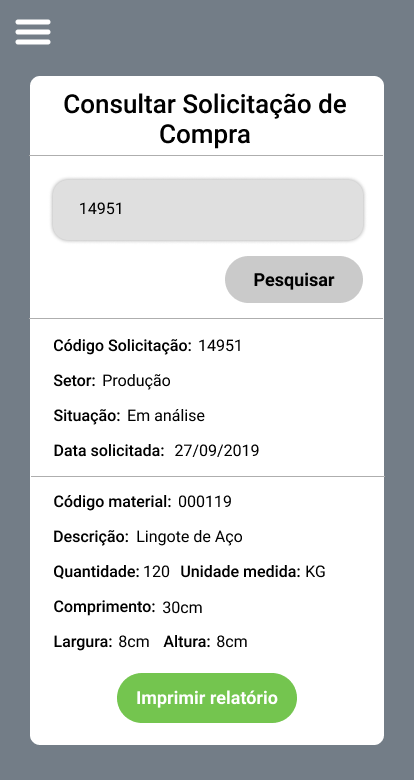 Consultar Solicitação de
Compra
14951
Pesquisar
Código Solicitação: 14951
Setor: Produção
Situação: Em análise
Data solicitada: 27/09/2019
Código material: 000119
Descrição: Lingote de Aço
Quantidade: 120 Unidade medida: KG
Comprimento: 30cm
Largura: 8cm Altura: 8cm
Imprimir relatório